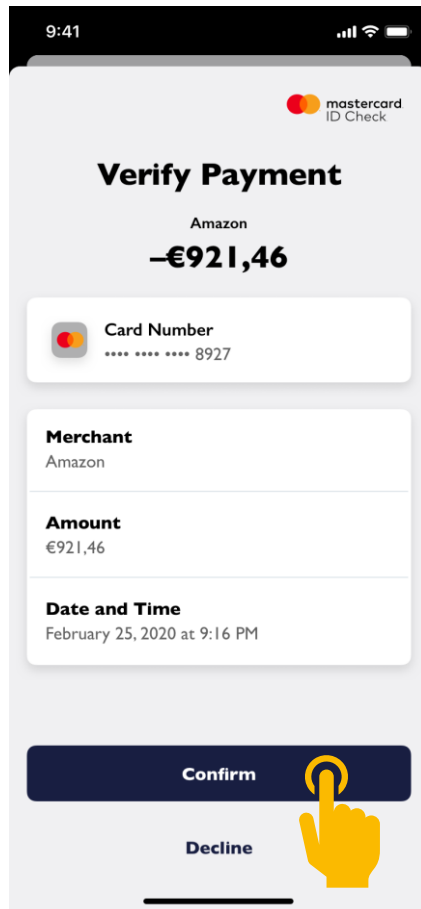 9:41
mastercard
ID Check
Verify Payment
Amazon
–€921,46
Card Number
•••• •••• •••• 8927
Merchant
Amazon
Amount
€921,46
Date and Time
February 25, 2020 at 9:16 PM
Confirm
Decline